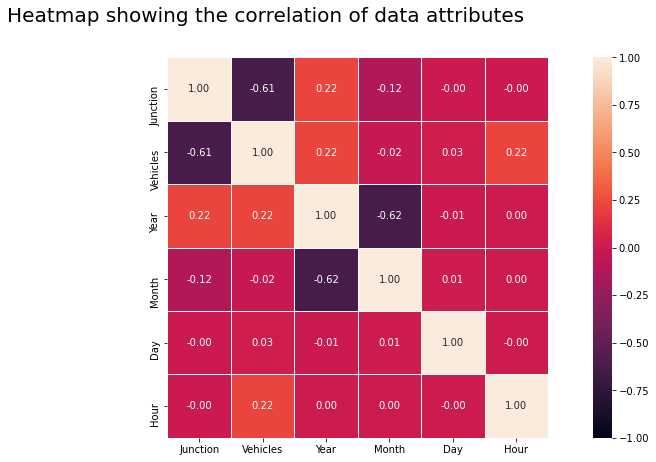 Heatmap showing the correlation of data attributes
Junction 1.00 -0.61 0.22 -0.12 -0.00 -0.00
Vehicles -0.61 1.00 0.22 -0.02 0.03 0.22
Year 0.22 0.22 1.00 -0.62 -0.01 0.00
Month -0.12 -0.02 -0.62 1.00 0.01 0.00
Day -0.00 0.03 -0.01 0.01 1.00 -0.00
Hour -0.00 0.22 0.00 0.00 -0.00 1.00
Junction Vehicles Year Month Day Hour
1.00
0.75
0.50
0.25
0.00
−0.25
−0.50
−0.75
−1.00